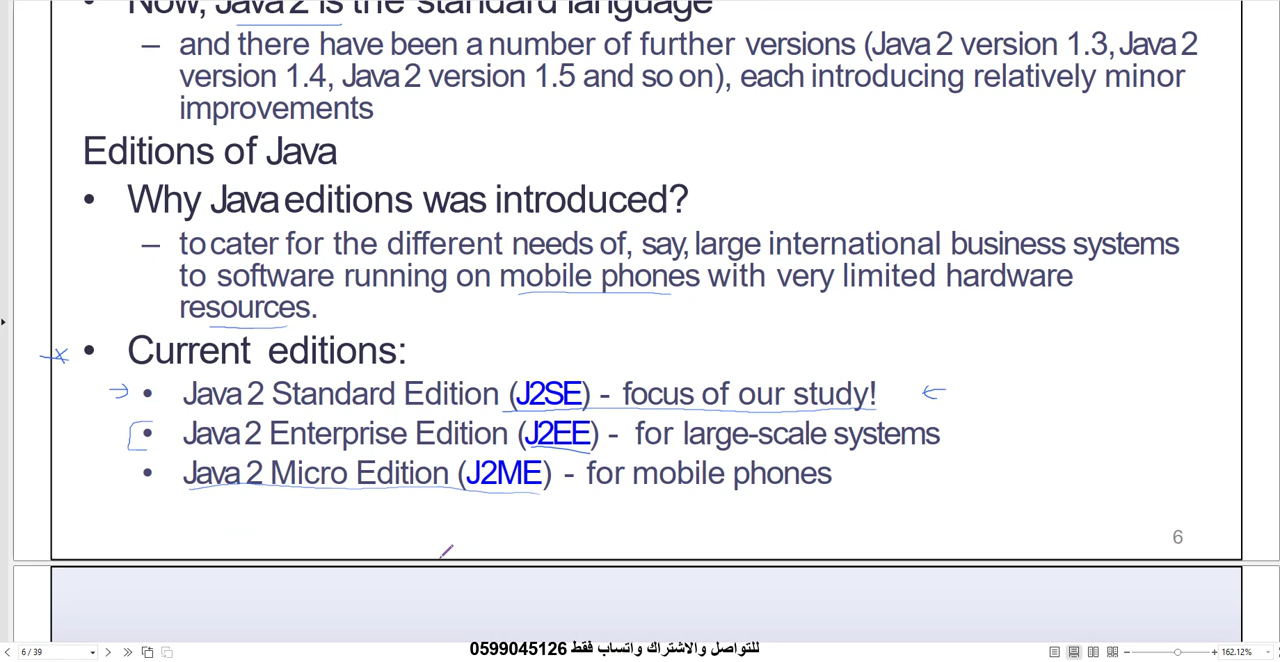 • Now, Java 2 is the standard language
– and there have been a number of further versions (Java 2 version 1.3, Java 2
version 1.4, Java 2 version 1.5 and so on), each introducing relatively minor
improvements
Editions of Java
• Why Java editions was introduced?
– to cater for the different needs of, say, large international business systems
to software running on mobile phones with very limited hardware
resources.
• Current editions:
• Java 2 Standard Edition (J2SE) - focus of our study!
• Java 2 Enterprise Edition (J2EE) - for large-scale systems
• Java 2 Micro Edition (J2ME) - for mobile phones
6
للتواصل والاشتراك واتساب فقط 0599045126
6 / 39
162.12%